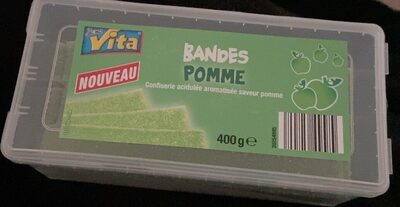 Vita
NOUVEAU
BANDES
POMME
Confiserie acidulée aromatisée saveur pomme
400g e